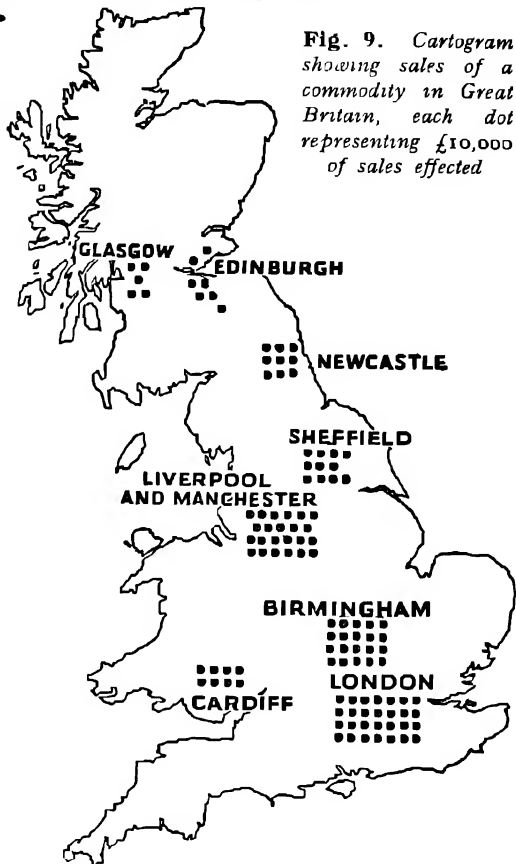 Fig. 9. Cartogram
showing sales of a
commodity in Great
Britain, each dot
representing £10,000
of sales effected
GLASGOW
EDINBURGH
NEWCASTLE
SHEFFIELD
LIVERPOOL
AND MANCHESTER
BIRMINGHAM
LONDON
CARDIFF